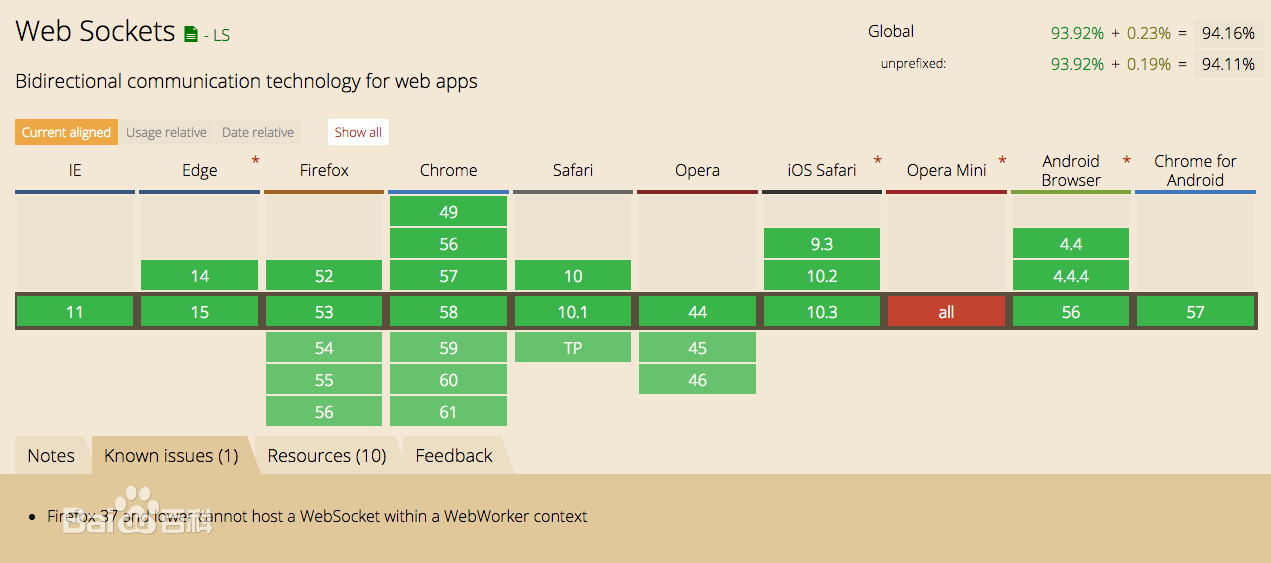 Web Sockets - LS
Global 93.92% + 0.23% = 94.16%
unprefixed: 93.92% + 0.19% = 94.11%
Bidirectional communication technology for web apps
Current aligned Usage relative Date relative Show all
IE Edge * Firefox Chrome Safari Opera iOS Safari * Opera Mini * Android Browser * Chrome for Android
49
56 9.3 4.4
14 52 57 10 10.2 4.4.4
11 15 53 58 10.1 44 10.3 all 56 57
54 59 TP 45
55 60 46
56 61
Notes Known issues (1) Resources (10) Feedback
• Firefox 37 and lower cannot host a WebSocket within a WebWorker context
Bai百科